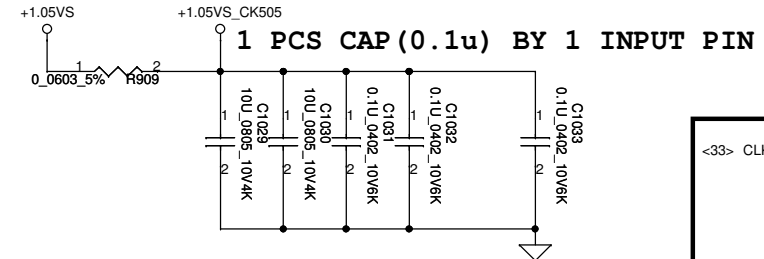 +1.05VS
+1.05VS_CK505
1 PCS CAP(0.1u) BY 1 INPUT PIN
1
2
0_0603_5%
R909
1
2
C1029
10U_0805_10V4K
1
2
C1030
10U_0805_10V4K
1
2
C1031
0.1U_0402_10V6K
1
2
C1032
0.1U_0402_10V6K
1
2
C1033
0.1U_0402_10V6K
<33>